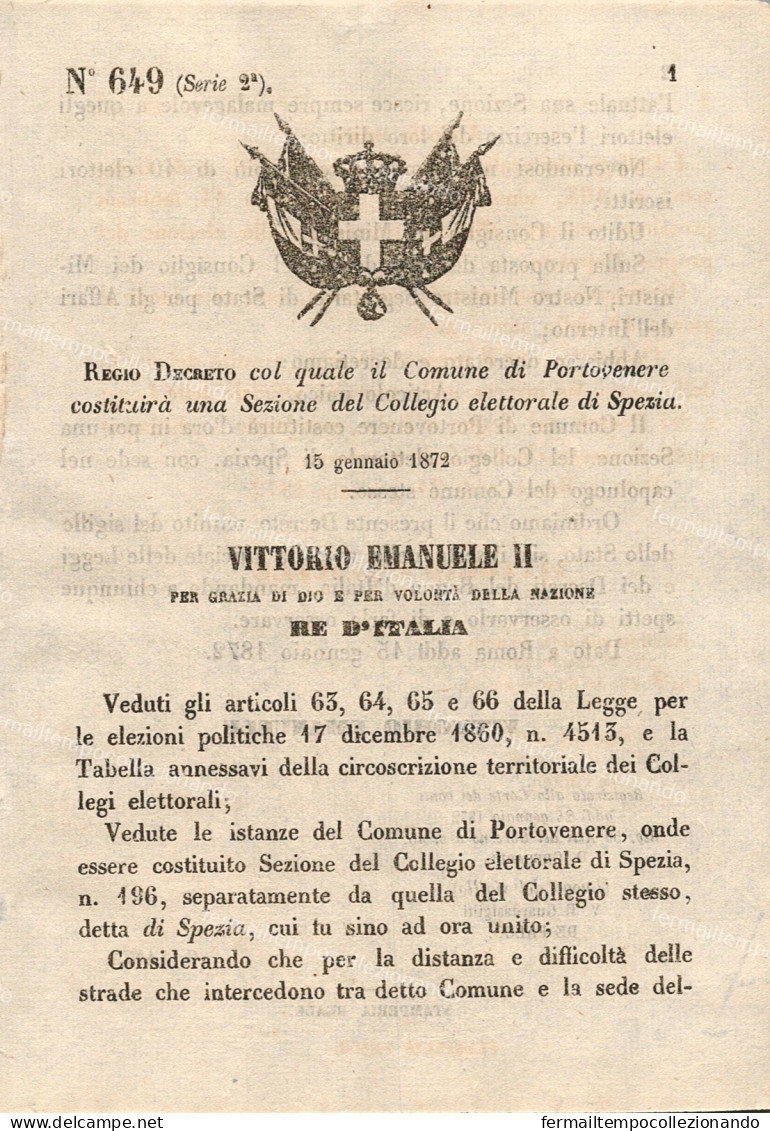 N° 649 (Serie 2ª).
1
REGIO DECRETO col quale il Comune di Portovenere
costituirà una Sezione del Collegio elettorale di Spezia.
15 gennaio 1872
VITTORIO EMANUELE II
PER GRAZIA DI DIO E PER VOLONTÀ DELLA NAZIONE
RE D'ITALIA
Veduti gli articoli 63, 64, 65 e 66 della Legge per
le elezioni politiche 17 dicembre 1860, n. 4513, e la
Tabella annessavi della circoscrizione territoriale dei Col-
legi elettorali;
Vedute le istanze del Comune di Portovenere, onde
essere costituito Sezione del Collegio elettorale di Spezia,
n. 196, separatamente da quella del Collegio stesso,
detta di Spezia, cui tu sino ad ora unito;
Considerando che per la distanza e difficoltà delle
strade che intercedono tra detto Comune e la sede del-
delcampe.net
fermailtempocollezionando